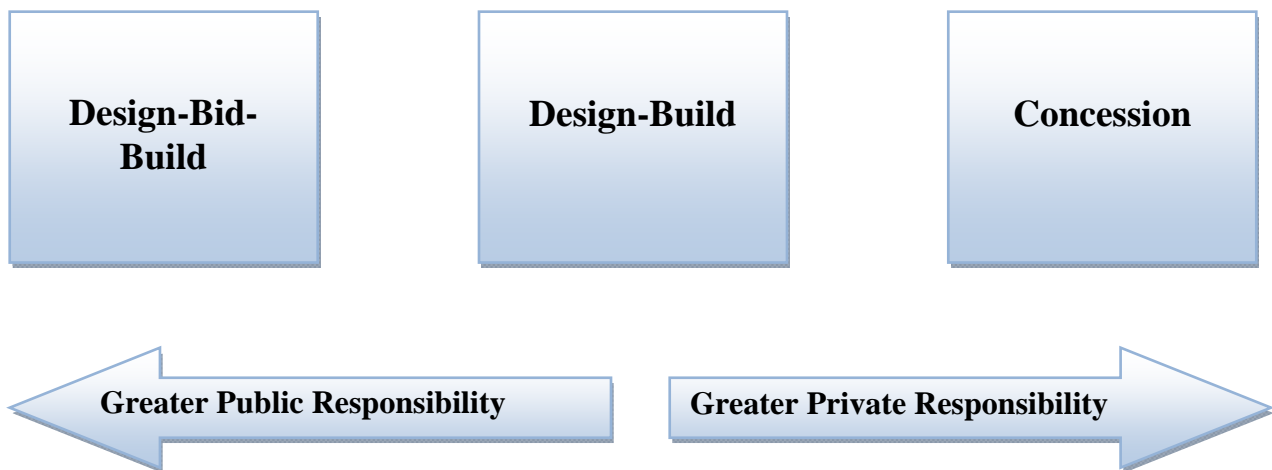 Design-Bid-
Build
Design-Build
Concession
Greater Public Responsibility
Greater Private Responsibility